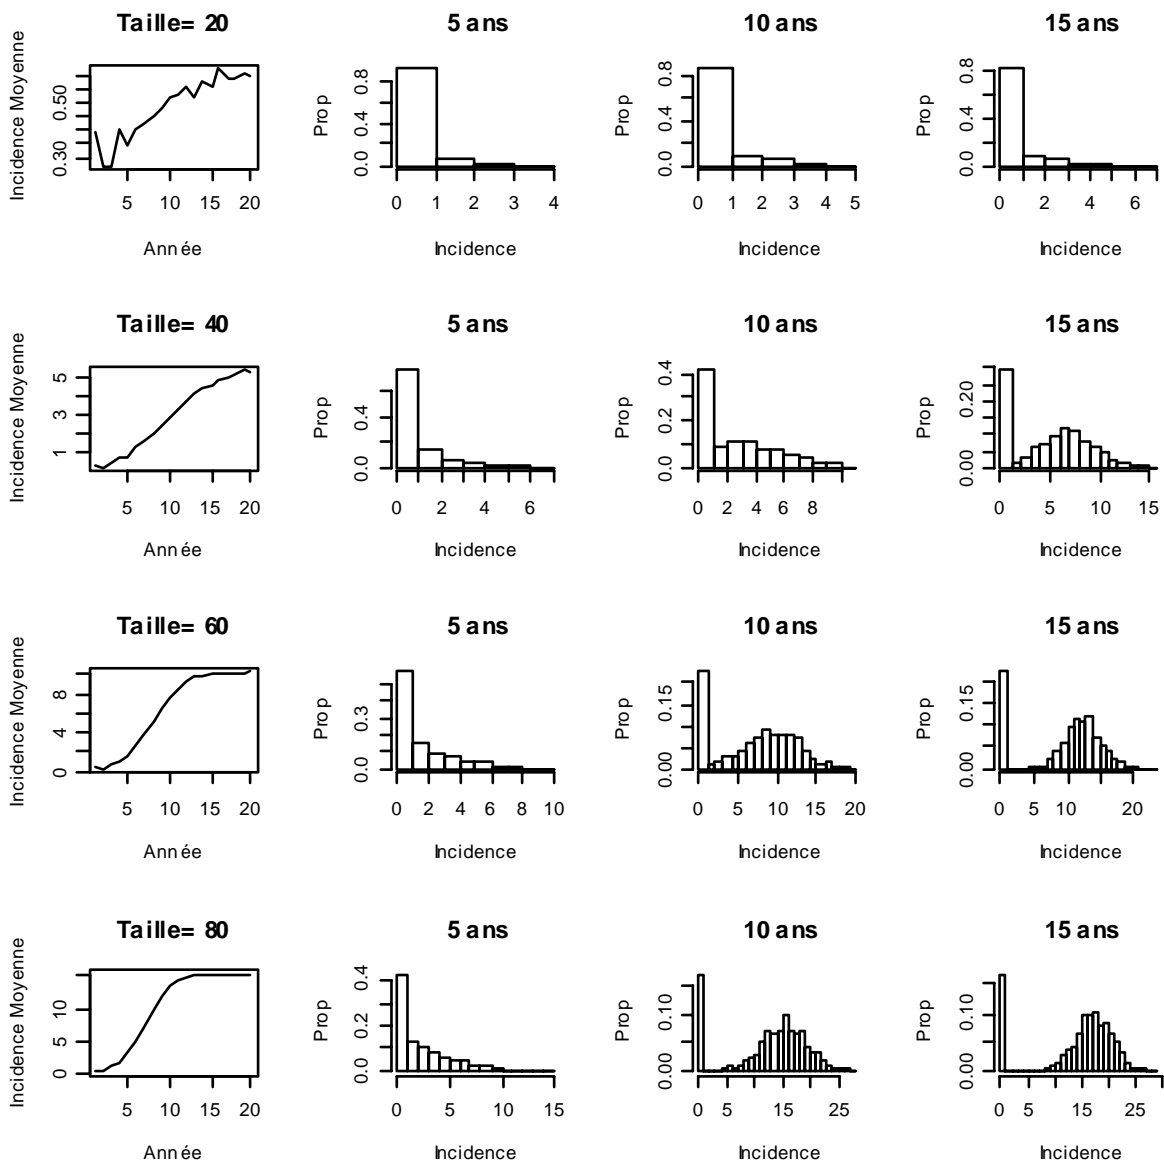 Taille= 20
5 ans
10 ans
15 ans
Incidence Moyenne
0.30 0.50
5 10 15 20
Année
Prop
0.0 0.4 0.8
0 1 2 3 4
Incidence
Prop
0.0 0.4 0.8
0 1 2 3 4 5
Incidence
Prop
0.0 0.4 0.8
0 2 4 6
Incidence
Taille= 40
5 ans
10 ans
15 ans
Incidence Moyenne
1 3 5
5 10 15 20
Année
Prop
0.0 0.4
0 2 4 6
Incidence
Prop
0.0 0.2 0.4
0 2 4 6 8
Incidence
Prop
0.00 0.20
0 5 10 15
Incidence
Taille= 60
5 ans
10 ans
15 ans
Incidence Moyenne
0 4 8
5 10 15 20
Année
Prop
0.0 0.3
0 2 4 6 8 10
Incidence
Prop
0.00 0.15
0 5 10 15 20
Incidence
Prop
0.00 0.15
0 5 10 20
Incidence
Taille= 80
5 ans
10 ans
15 ans
Incidence Moyenne
0 5 10
5 10 15 20
Année
Prop
0.0 0.2 0.4
0 5 10 15
Incidence
Prop
0.00 0.10
0 5 15 25
Incidence
Prop
0.00 0.10
0 5 15 25
Incidence